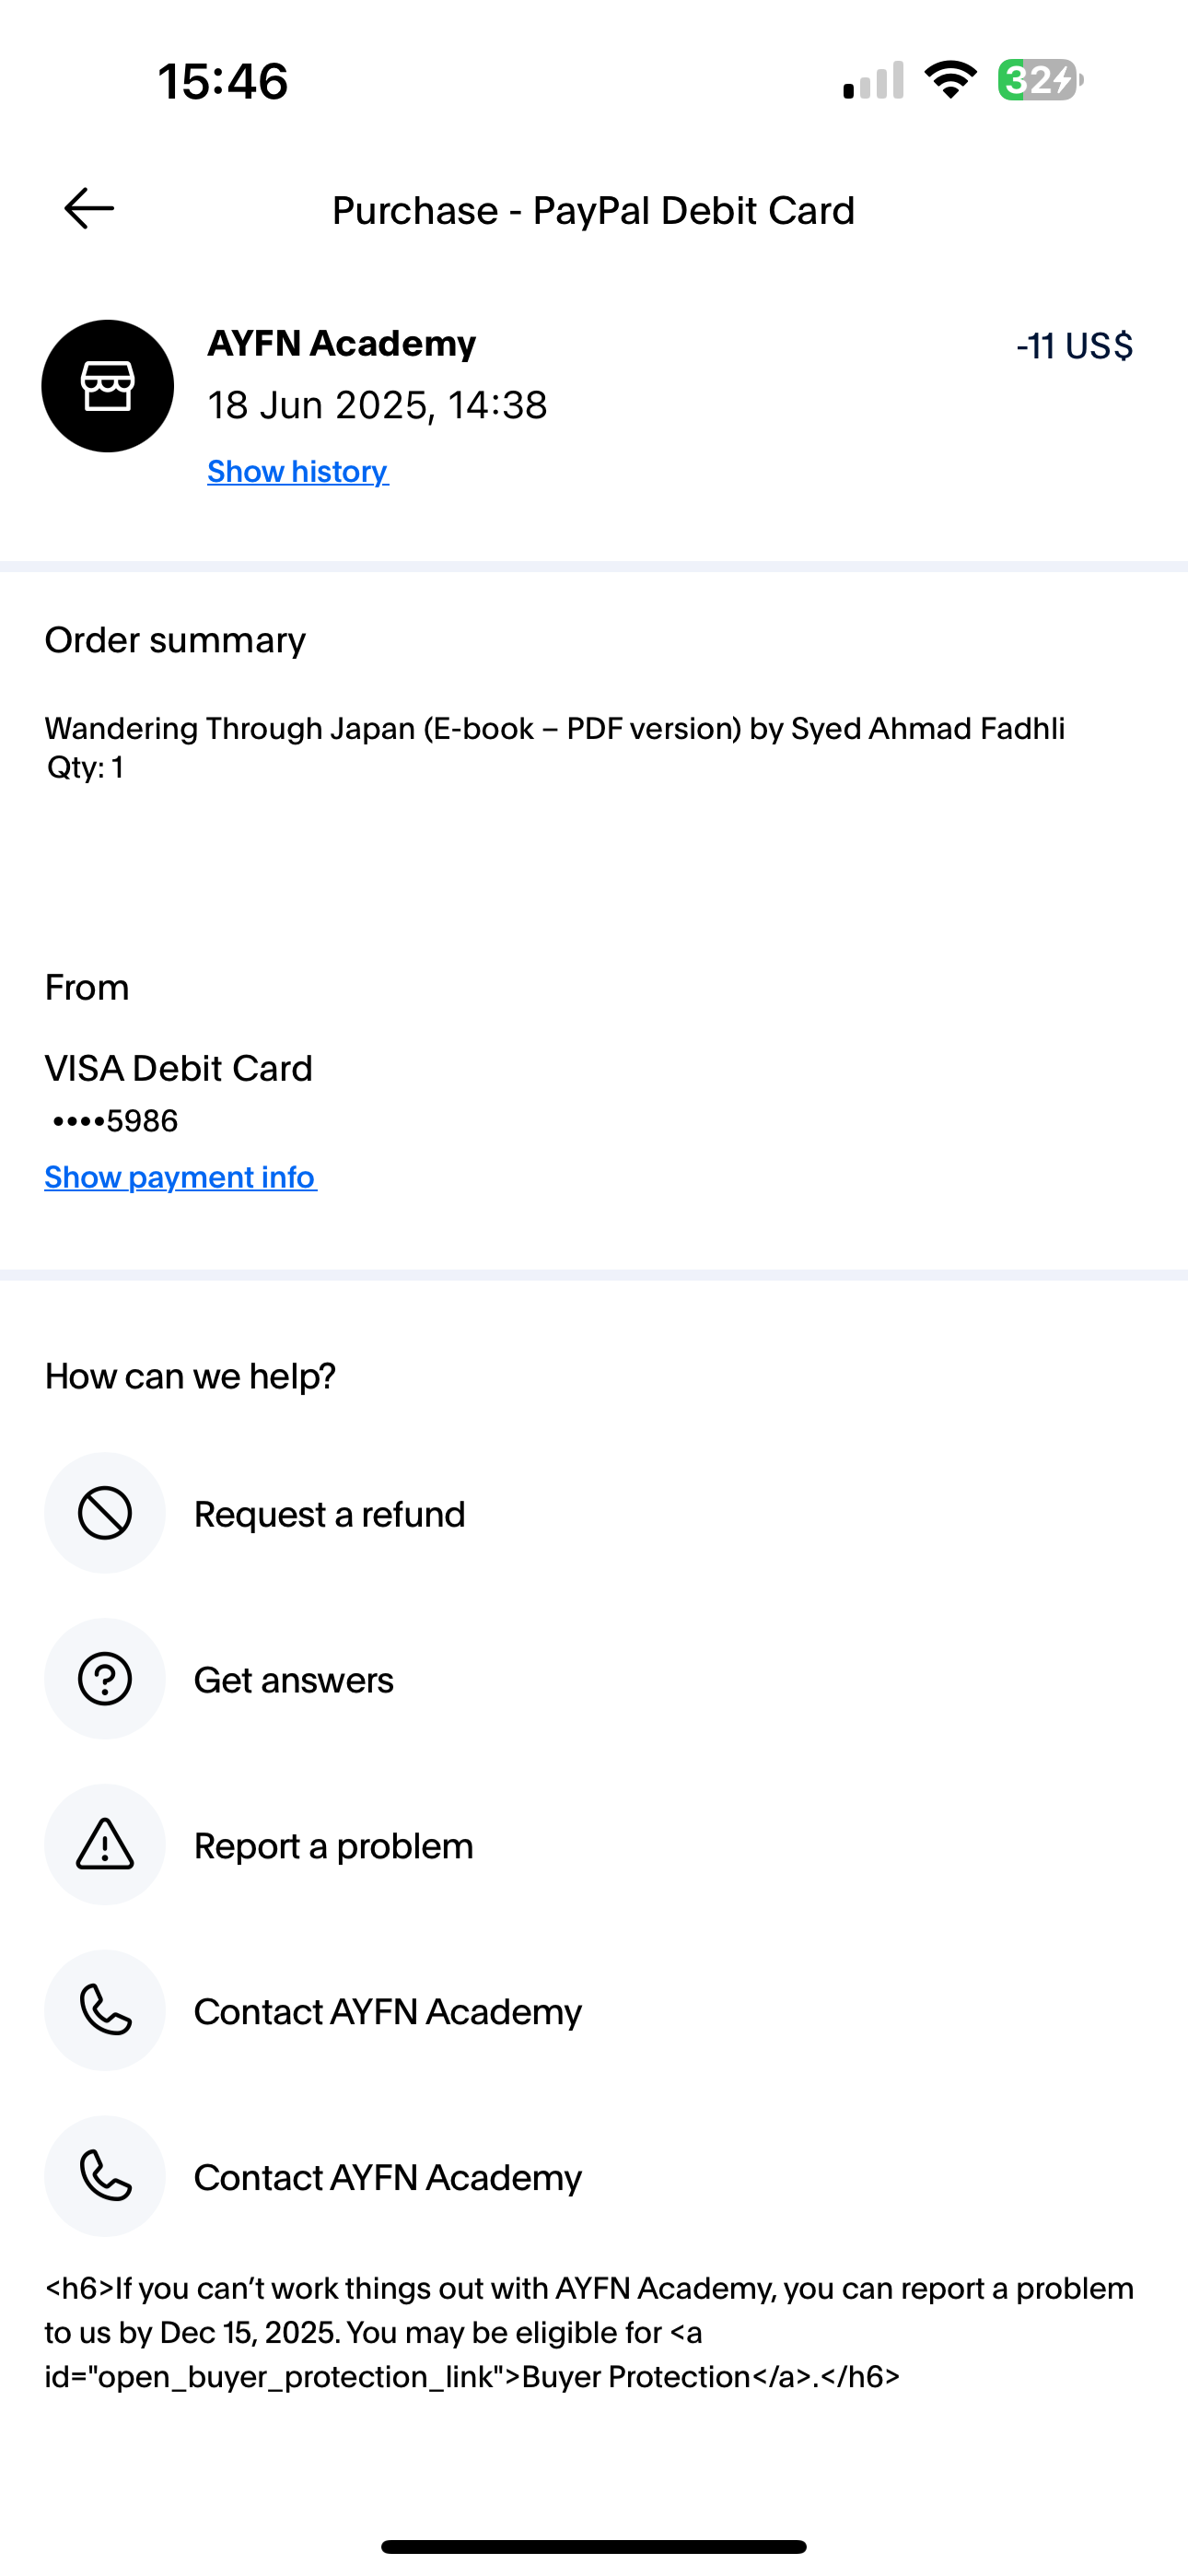 15:46
32
Purchase - PayPal Debit Card
AYFN Academy
-11 US$
18 Jun 2025, 14:38
Show history
Order summary
Wandering Through Japan (E-book – PDF version) by Syed Ahmad Fadhli
Qty: 1
From
VISA Debit Card
••••5986
Show payment info
How can we help?
Request a refund
Get answers
Report a problem
Contact AYFN Academy
Contact AYFN Academy
<h6>If you can’t work things out with AYFN Academy, you can report a problem
to us by Dec 15, 2025. You may be eligible for <a
id="open_buyer_protection_link">Buyer Protection</a>.</h6>